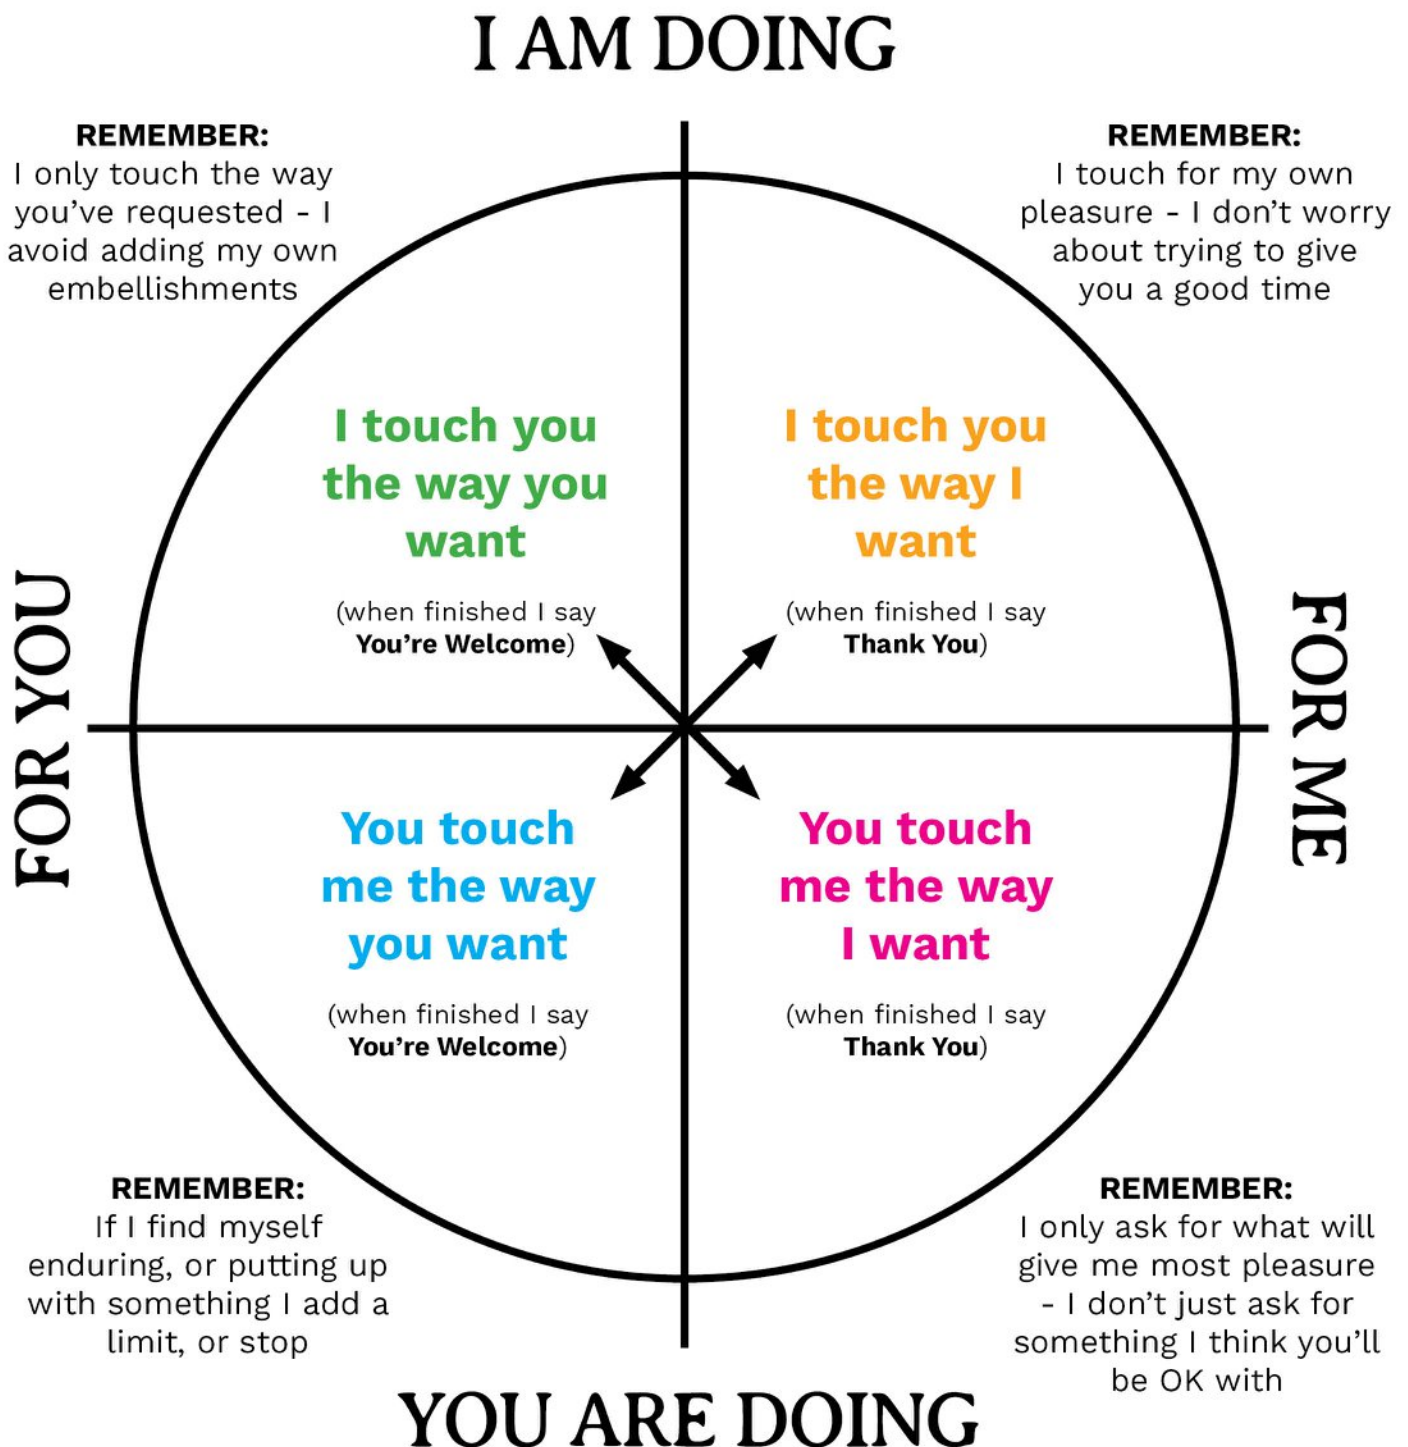 I AM DOING
REMEMBER:
I only touch the way
you've requested - I
avoid adding my own
embellishments
REMEMBER:
I touch for my own
pleasure - I don't worry
about trying to give
you a good time
I touch you
the way you
want
(when finished I say
You're Welcome)
I touch you
the way I
want
(when finished I say
Thank You)
FOR YOU
FOR ME
You touch
me the way
you want
(when finished I say
You're Welcome)
You touch
me the way
I want
(when finished I say
Thank You)
REMEMBER:
If I find myself
enduring, or putting up
with something I add a
limit, or stop
REMEMBER:
I only ask for what will
give me most pleasure
- I don't just ask for
something I think you'll
be OK with
YOU ARE DOING